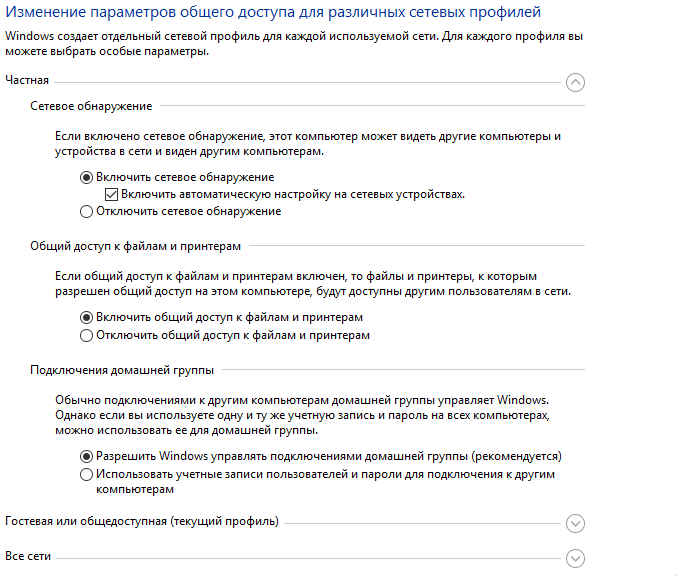 Изменение параметров общего доступа для различных сетевых профилей
Windows создает отдельный сетевой профиль для каждой используемой сети. Для каждого профиля вы
можете выбрать особые параметры.
Частная
Сетевое обнаружение
Если включено сетевое обнаружение, этот компьютер может видеть другие компьютеры и
устройства в сети и виден другим компьютерам.
Включить сетевое обнаружение
Включить автоматическую настройку на сетевых устройствах.
Отключить сетевое обнаружение
Общий доступ к файлам и принтерам
Если общий доступ к файлам и принтерам включен, то файлы и принтеры, к которым
разрешен общий доступ на этом компьютере, будут доступны другим пользователям в сети.
Включить общий доступ к файлам и принтерам
Отключить общий доступ к файлам и принтерам
Подключения домашней группы
Обычно подключениями к другим компьютерам домашней группы управляет Windows.
Однако если вы используете одну и ту же учетную запись и пароль на всех компьютерах,
можно использовать ее для домашней группы.
Разрешить Windows управлять подключениями домашней группы (рекомендуется)
Использовать учетные записи пользователей и пароли для подключения к другим
компьютерам
Гостевая или общедоступная (текущий профиль)
Все сети